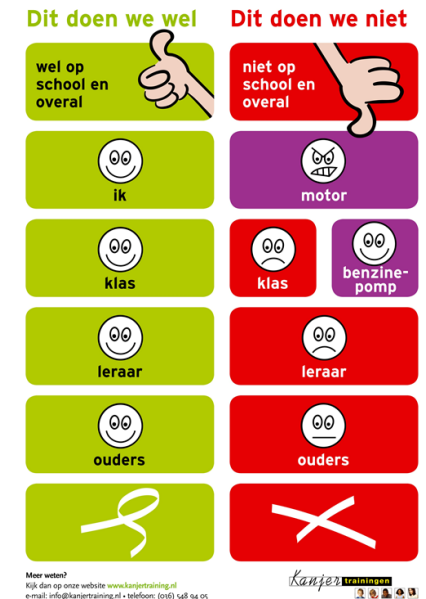 Dit doen we wel
wel op
school en
overal
ik
klas
leraar
ouders
Dit doen we niet
niet op
school en
overal
motor
klas
benzine-
pomp
leraar
ouders
Meer weten?
Kijk dan op onze website www.kanjertraining.nl
e-mail: info@kanjertraining.nl • telefoon: (036) 548 94 05
Kanjer trainingen